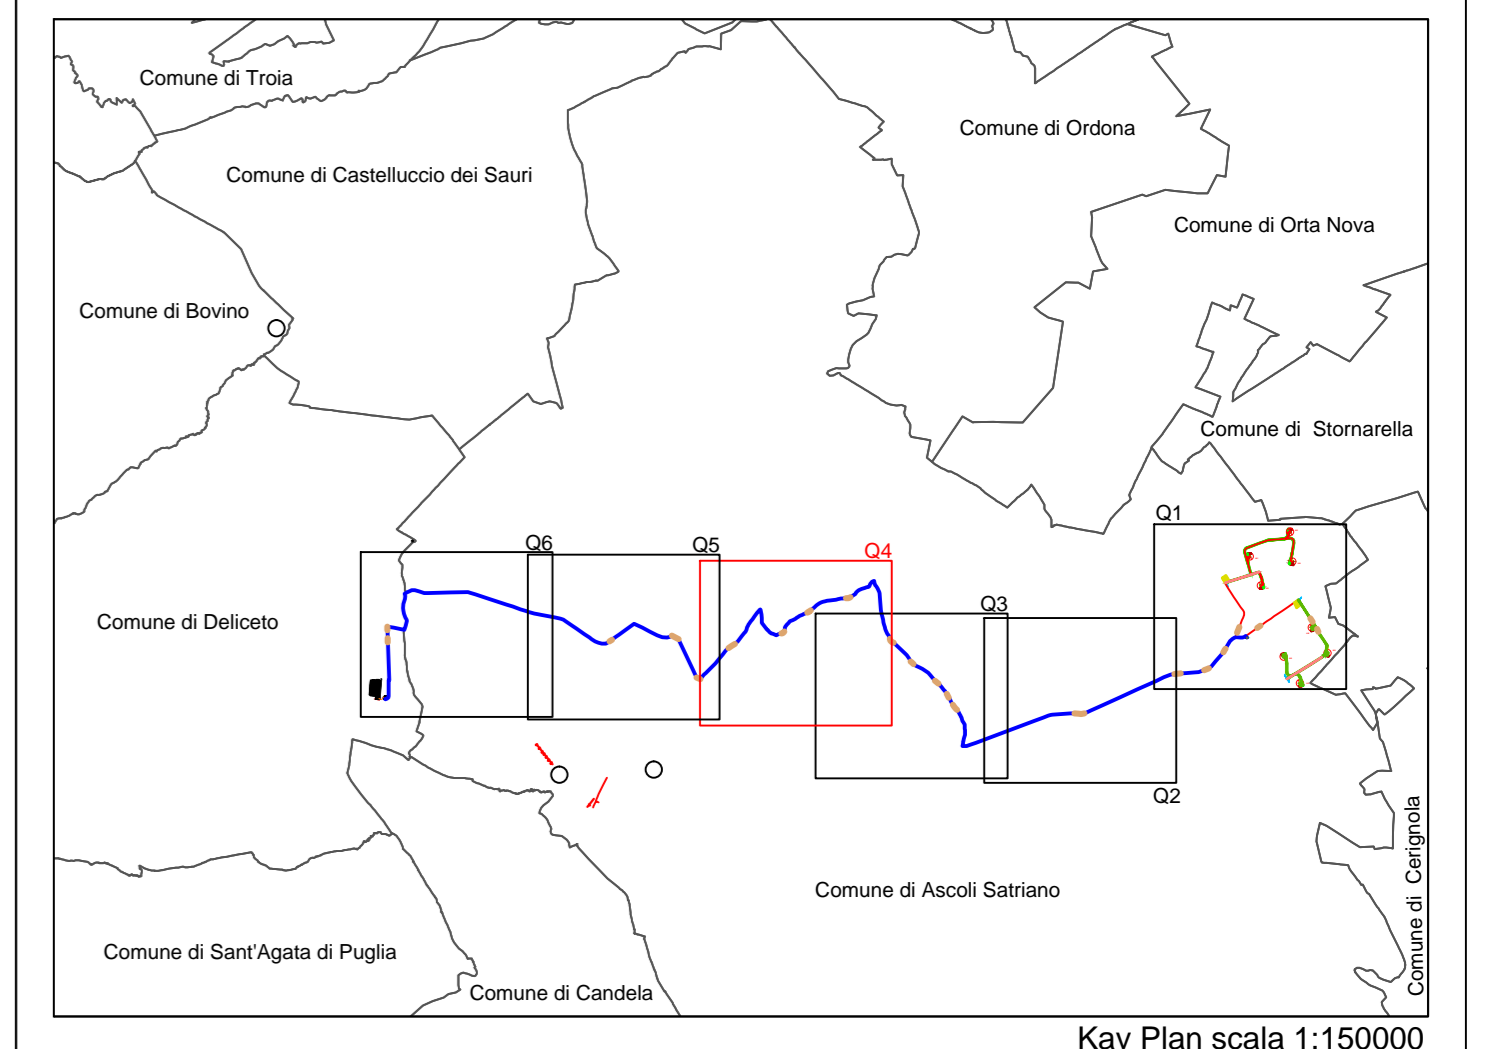 Comune di Troia
Comune di Ordona
Comune di Castelluccio dei Sauri
Comune di Orta Nova
Comune di Bovino
Comune di Stornarella
Q1
Q6
Q5
Q4
Q3
Comune di Deliceto
Q2
Comune di Cerignola
Comune di Ascoli Satriano
Comune di Sant'Agata di Puglia
Comune di Candela
Kay Plan scala 1:150000